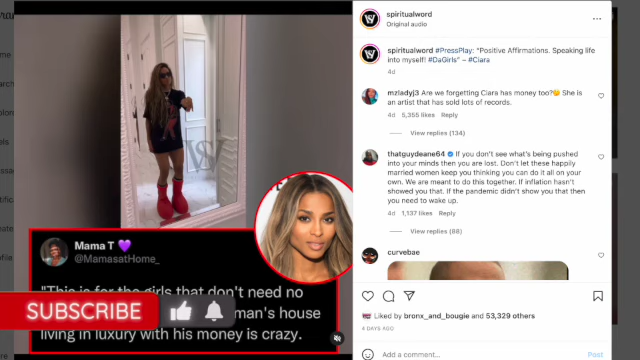 spiritualword
Original audio
spiritualword #PressPlay: "Positive Affirmations. Speaking life
into myself! #DaGirls" – #Ciara
4d
mzladyj3 Are we forgetting Ciara has money too?🤔 She is
an artist that has sold lots of records.
4d 5,355 likes Reply
View replies (134)
thatguydeane64 If you don't see what's being pushed
into your minds then you are lost. Don't let these happily
married women keep you thinking you can do it all on your
own. We are meant to do this together. If inflation hasn't
showed you that. If the pandemic didn't show you that then
you need to wake up.
4d 1,137 likes Reply
View replies (88)
curvebae
Liked by bronx_and_bougie and 53,329 others
4 DAYS AGO
Add a comment...
Post
Mama T 💜
@MamasatHome_
"This is for the girls that don't need no
man's house
living in luxury with his money is crazy.
SUBSCRIBE